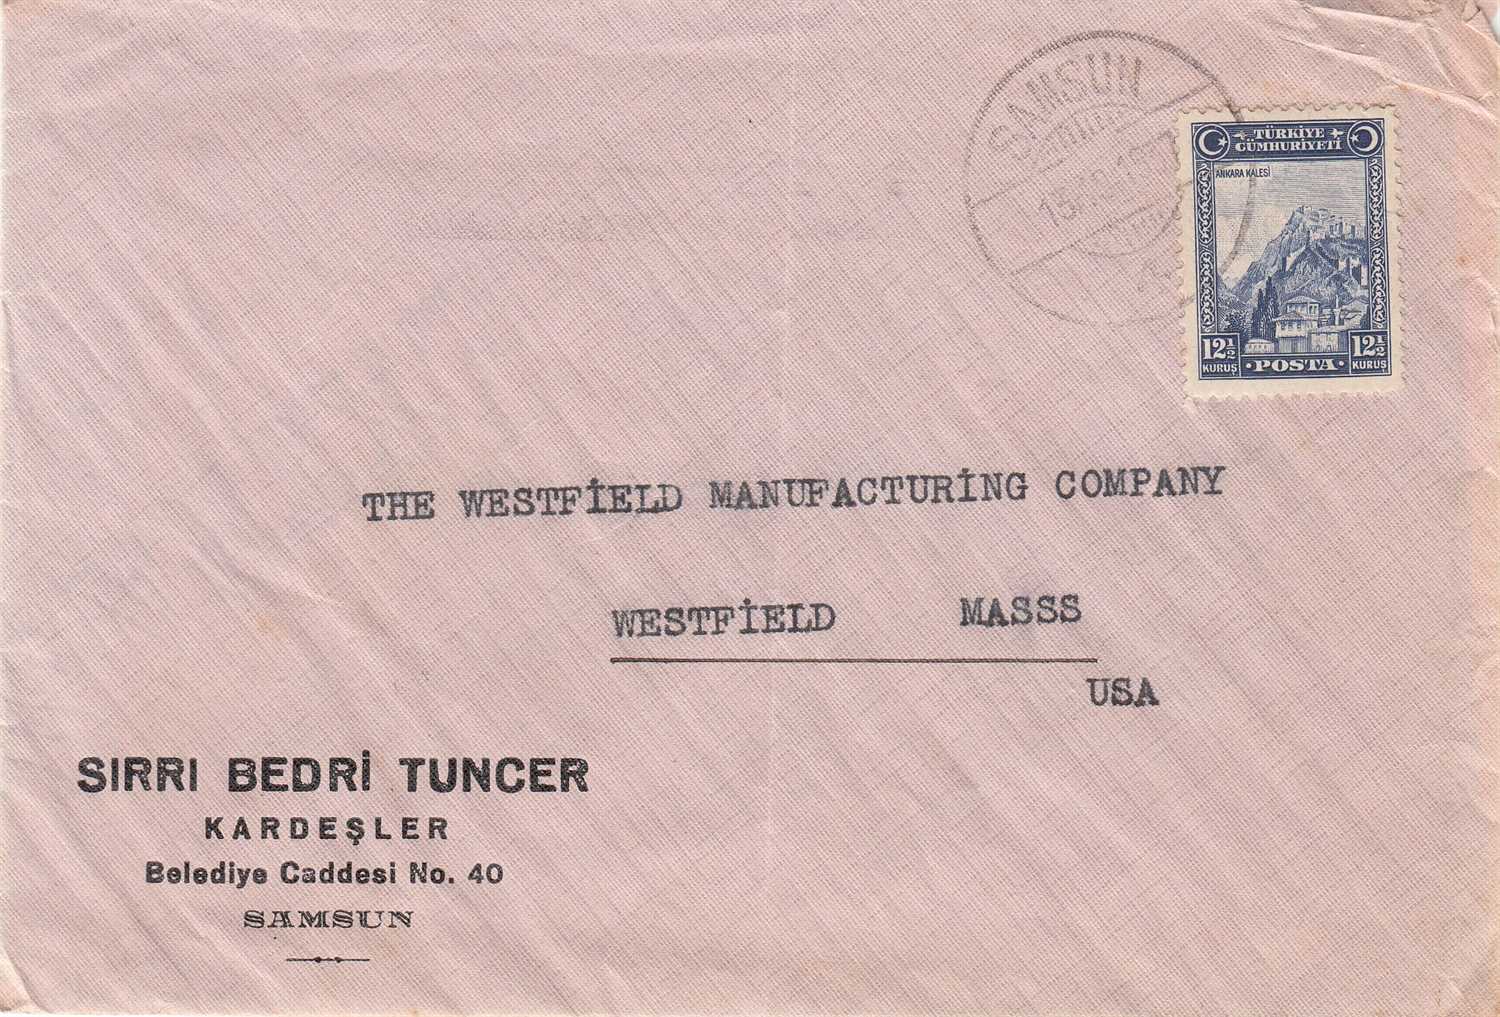 SAMSUN
TÜRKİYE
CÜMHURİYETİ
ANKARA KALESİ
12½ 12½
KURUŞ · POSTA · KURUŞ
THE WESTFİELD MANUFACTURİNG COMPANY
WESTFİELD MASSS
USA
SIRRI BEDRİ TUNCER
KARDEŞLER
Belediye Caddesi No. 40
SAMSUN